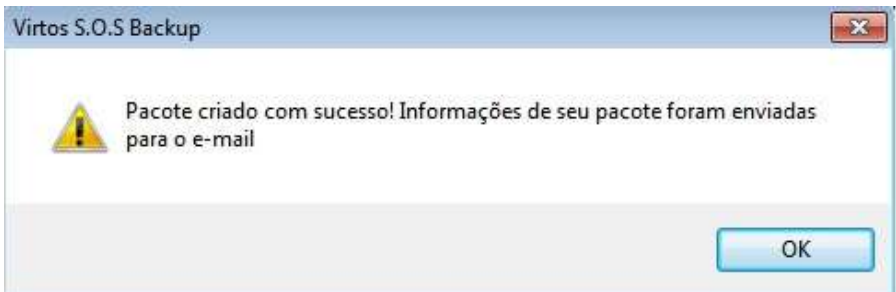 Virtos S.O.S Backup
Pacote criado com sucesso! Informações de seu pacote foram enviadas
para o e-mail
OK